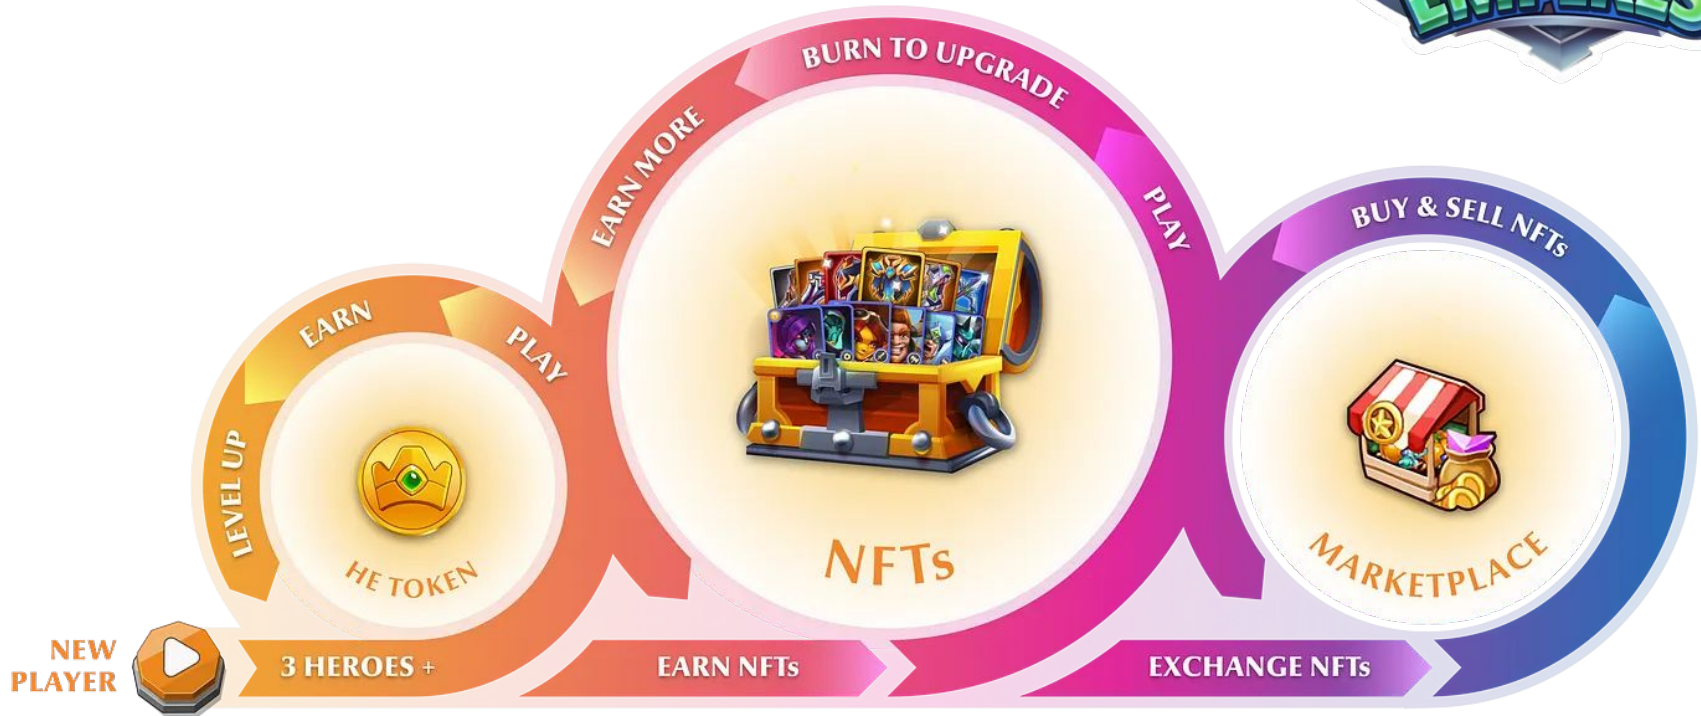 EMPIRES
BURN TO UPGRADE
EARN MORE
PLAY
BUY & SELL NFTs
EARN
PLAY
LEVEL UP
HE TOKEN
NFTs
MARKETPLACE
NEW
PLAYER
3 HEROES +
EARN NFTs
EXCHANGE NFTs